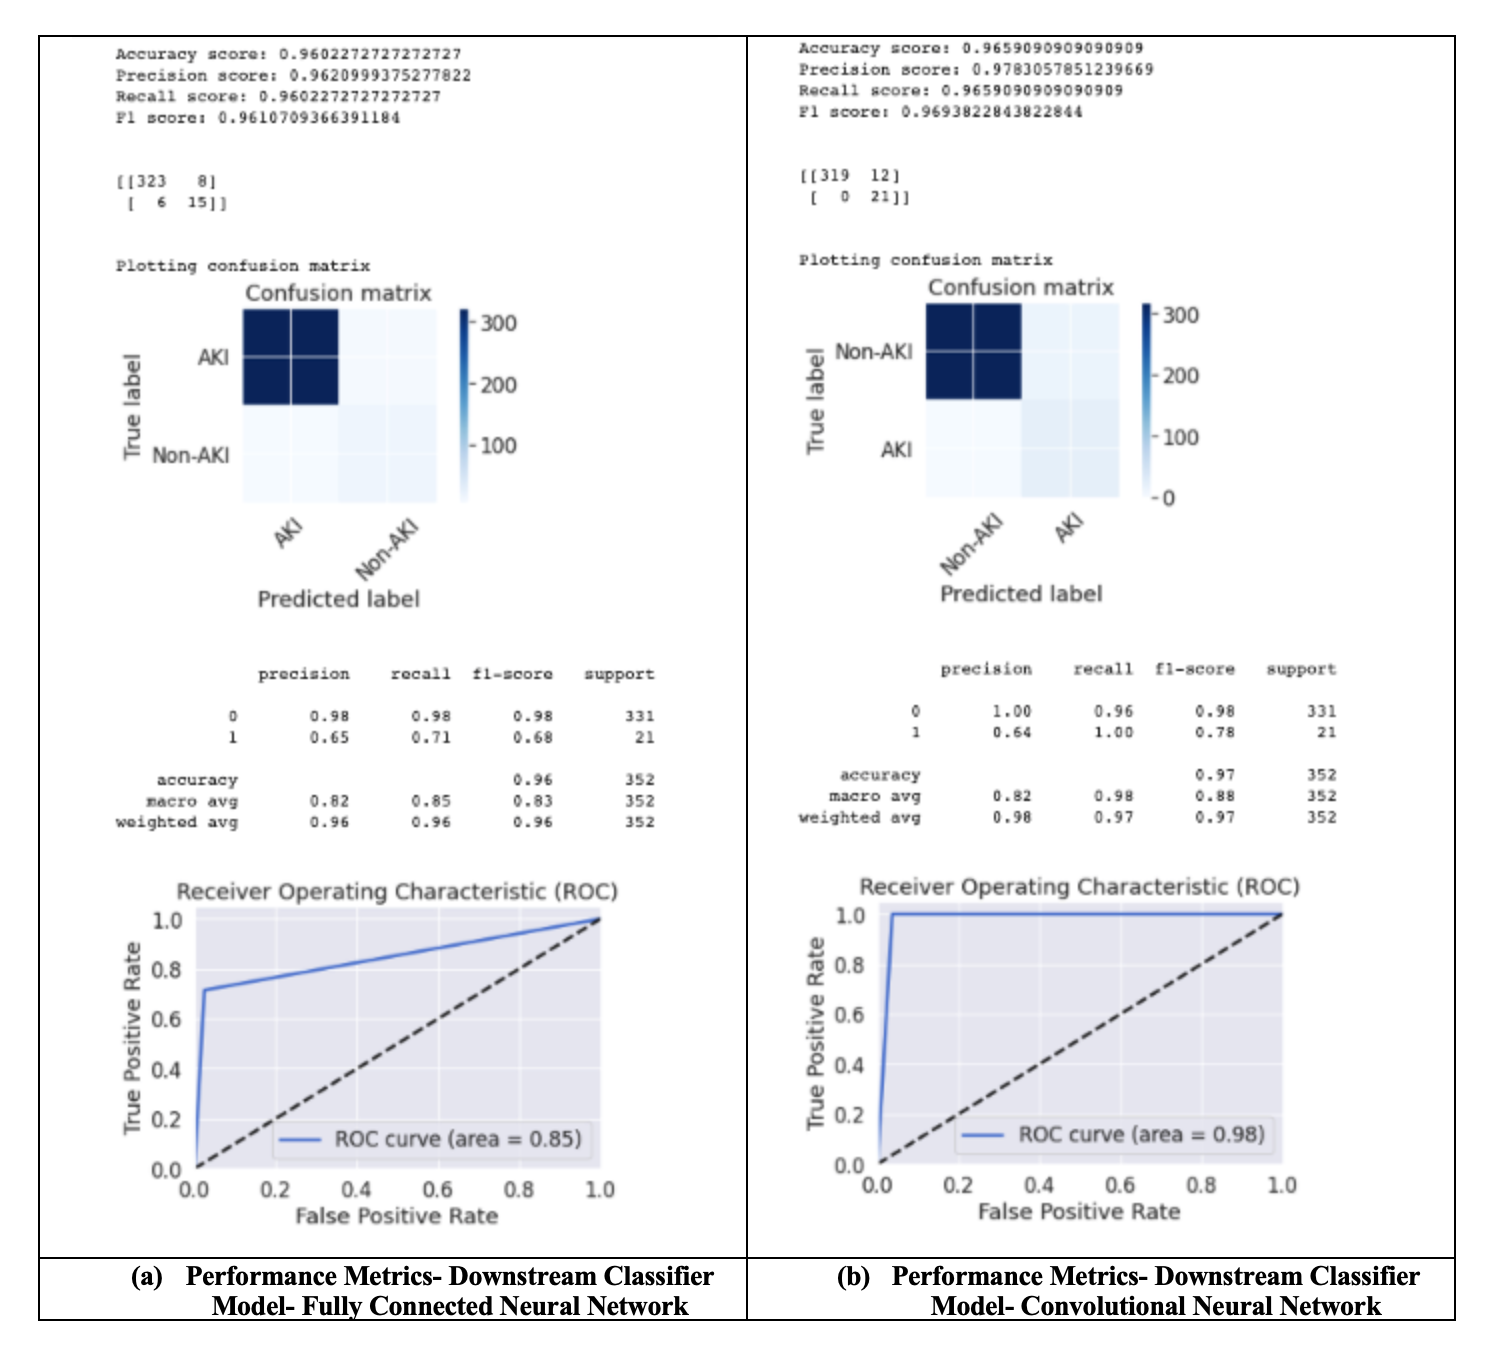 Accuracy score: 0.9602272727272727
Precision score: 0.9620999375277822
Recall score: 0.9602272727272727
F1 score: 0.9610709366391184
[[323 8]
[ 6 15]]
Plotting confusion matrix
Confusion matrix
True label
AKI
Non-AKI
300
200
100
AKI
Non-AKI
Predicted label
precision recall f1-score support
0 0.98 0.98 0.98 331
1 0.65 0.71 0.68 21
accuracy 0.96 352
macro avg 0.82 0.85 0.83 352
weighted avg 0.96 0.96 0.96 352
Receiver Operating Characteristic (ROC)
True Positive Rate
1.0
0.8
0.6
0.4
0.2
0.0
ROC curve (area = 0.85)
0.0 0.2 0.4 0.6 0.8 1.0
False Positive Rate
(a) Performance Metrics- Downstream Classifier
Model- Fully Connected Neural Network
Accuracy score: 0.9659090909090909
Precision score: 0.9783057851239669
Recall score: 0.9659090909090909
F1 score: 0.9693822843822844
[[319 12]
[ 0 21]]
Plotting confusion matrix
Confusion matrix
True label
Non-AKI
AKI
300
200
100
0
Non-AKI
AKI
Predicted label
precision recall f1-score support
0 1.00 0.96 0.98 331
1 0.64 1.00 0.78 21
accuracy 0.97 352
macro avg 0.82 0.98 0.88 352
weighted avg 0.98 0.97 0.97 352
Receiver Operating Characteristic (ROC)
True Positive Rate
1.0
0.8
0.6
0.4
0.2
0.0
ROC curve (area = 0.98)
0.0 0.2 0.4 0.6 0.8 1.0
False Positive Rate
(b) Performance Metrics- Downstream Classifier
Model- Convolutional Neural Network